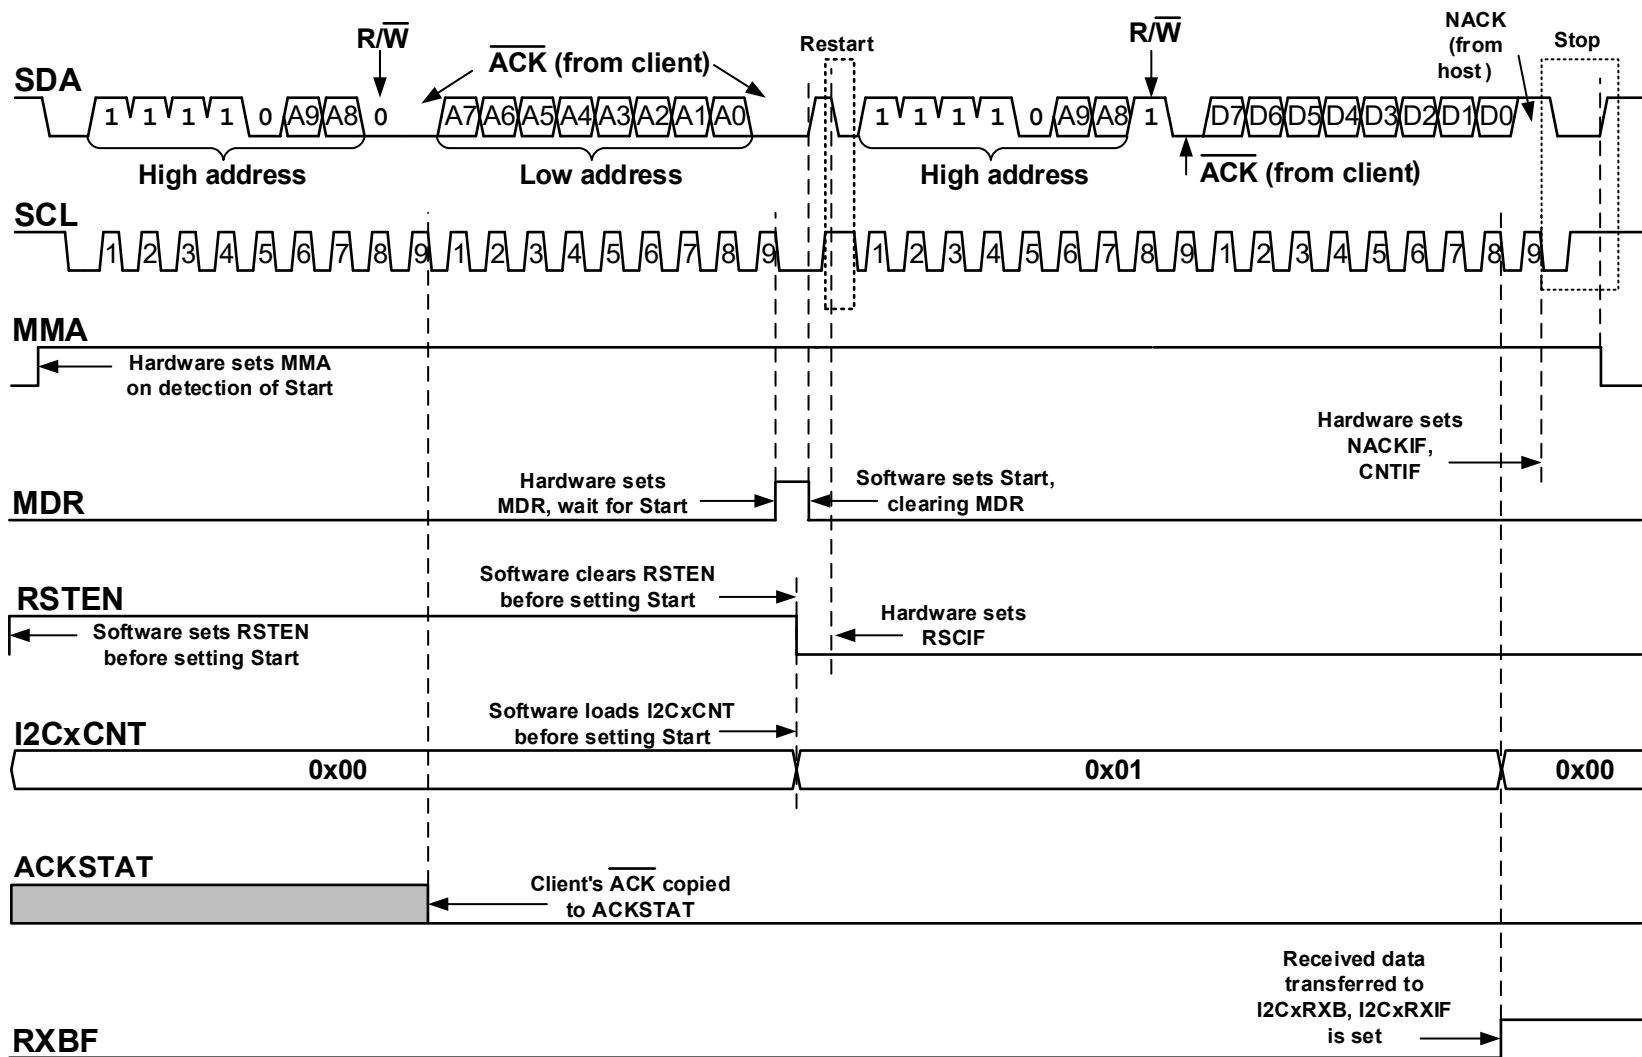 R/W
ACK (from client)
Restart
R/W
NACK
(from
host )
Stop
SDA
1 1 1 1 0 A9 A8 0 A7 A6 A5 A4 A3 A2 A1 A0 1 1 1 1 0 A9 A8 1 D7 D6 D5 D4 D3 D2 D1 D0
High address
Low address
High address
ACK (from client)
SCL
1 2 3 4 5 6 7 8 9 1 2 3 4 5 6 7 8 9 1 2 3 4 5 6 7 8 9 1 2 3 4 5 6 7 8 9
MMA
Hardware sets MMA
on detection of Start
Hardware sets
NACKIF,
CNTIF
MDR
Hardware sets
MDR, wait for Start
Software sets Start,
clearing MDR
RSTEN
Software clears RSTEN
before setting Start
Software sets RSTEN
before setting Start
Hardware sets
RSCIF
I2CxCNT
Software loads I2CxCNT
before setting Start
0x00
0x01
0x00
ACKSTAT
Client's ACK copied
to ACKSTAT
Received data
transferred to
I2CxRXB, I2CxRXIF
is set
RXBF